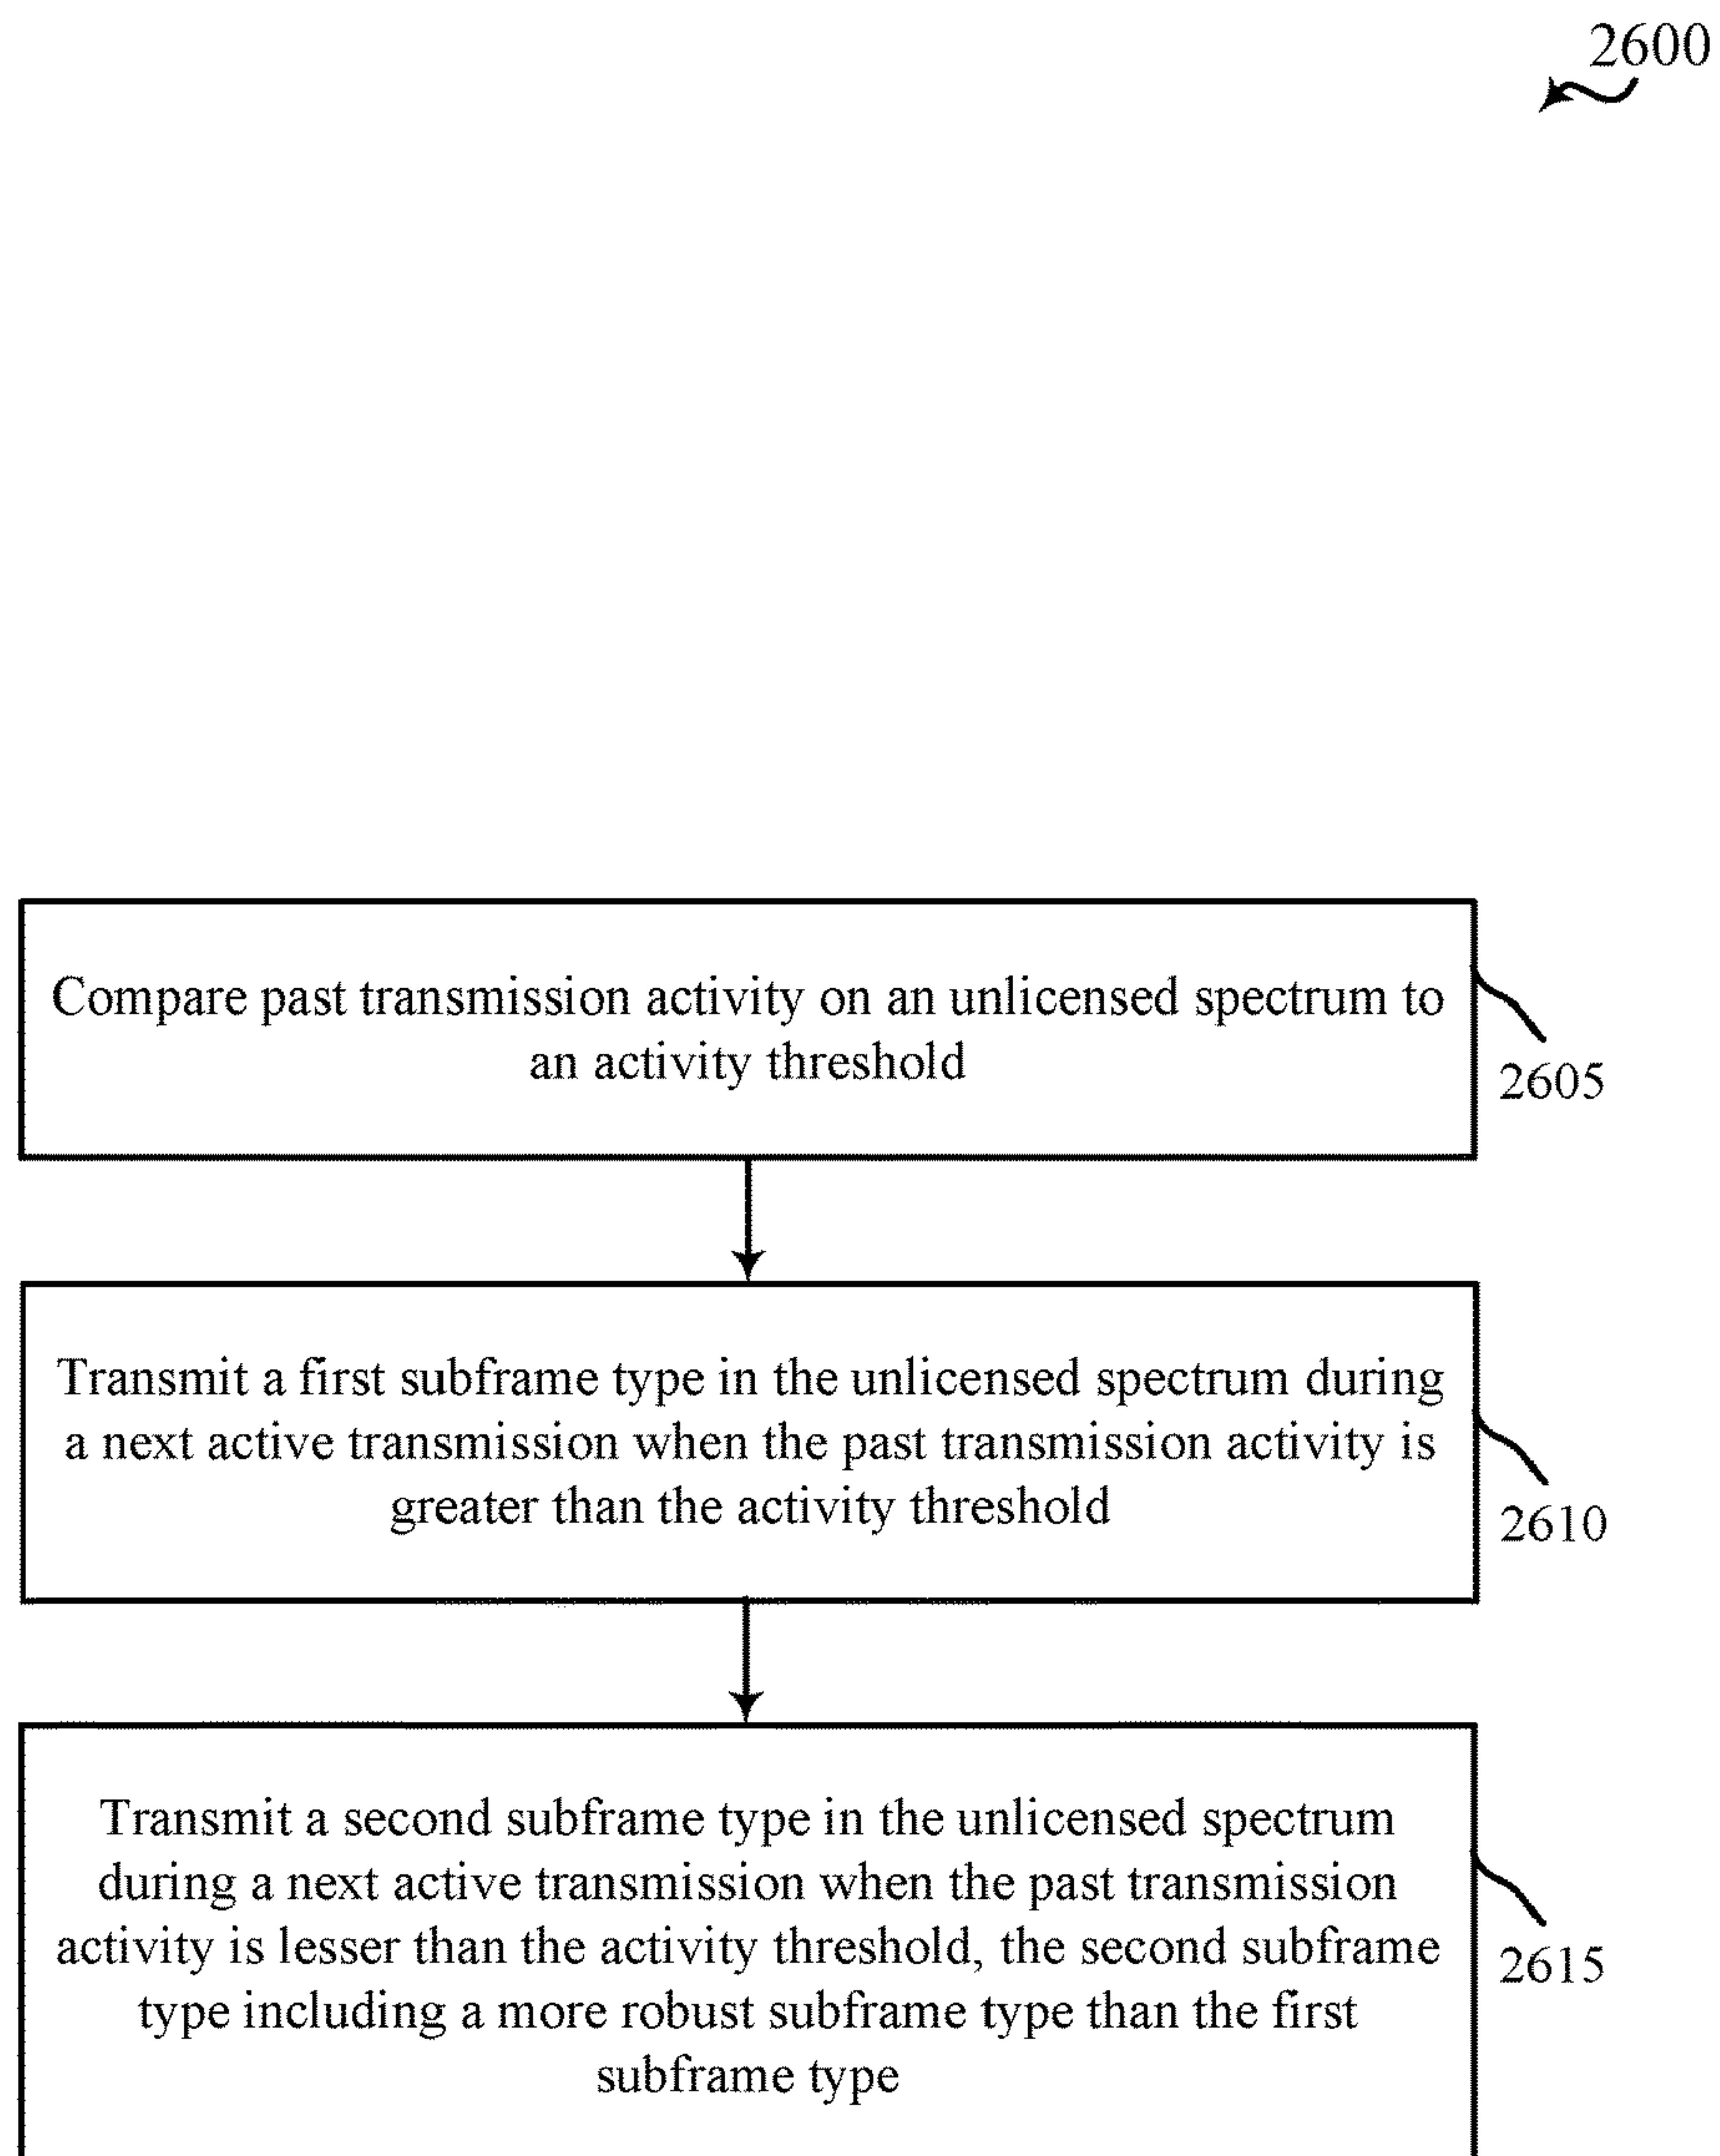 2600
Compare past transmission activity on an unlicensed spectrum to
an activity threshold
2605
Transmit a first subframe type in the unlicensed spectrum during
a next active transmission when the past transmission activity is
greater than the activity threshold
2610
Transmit a second subframe type in the unlicensed spectrum
during a next active transmission when the past transmission
activity is lesser than the activity threshold, the second subframe
type including a more robust subframe type than the first
subframe type
2615